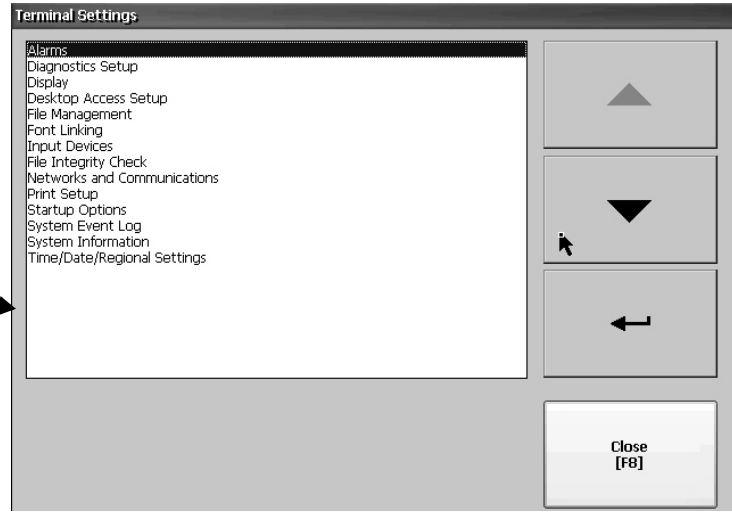 Terminal Settings
Alarms
Diagnostics Setup
Display
Desktop Access Setup
File Management
Font Linking
Input Devices
File Integrity Check
Networks and Communications
Print Setup
Startup Options
System Event Log
System Information
Time/Date/Regional Settings
Close
[F8]